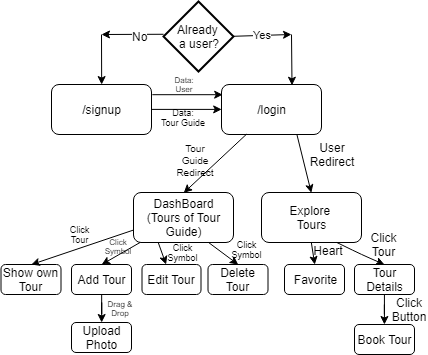 Already
a user?
No
Yes
Data:
User
/signup
/login
Data:
Tour Guide
Tour
Guide
Redirect
User
Redirect
DashBoard
(Tours of Tour
Guide)
Explore
Tours
Click
Tour
Click
Symbol
Click
Symbol
Click
Symbol
Heart
Click
Tour
Show own
Tour
Add Tour
Edit Tour
Delete
Tour
Favorite
Tour
Details
Drag &
Drop
Click
Button
Upload
Photo
Book Tour